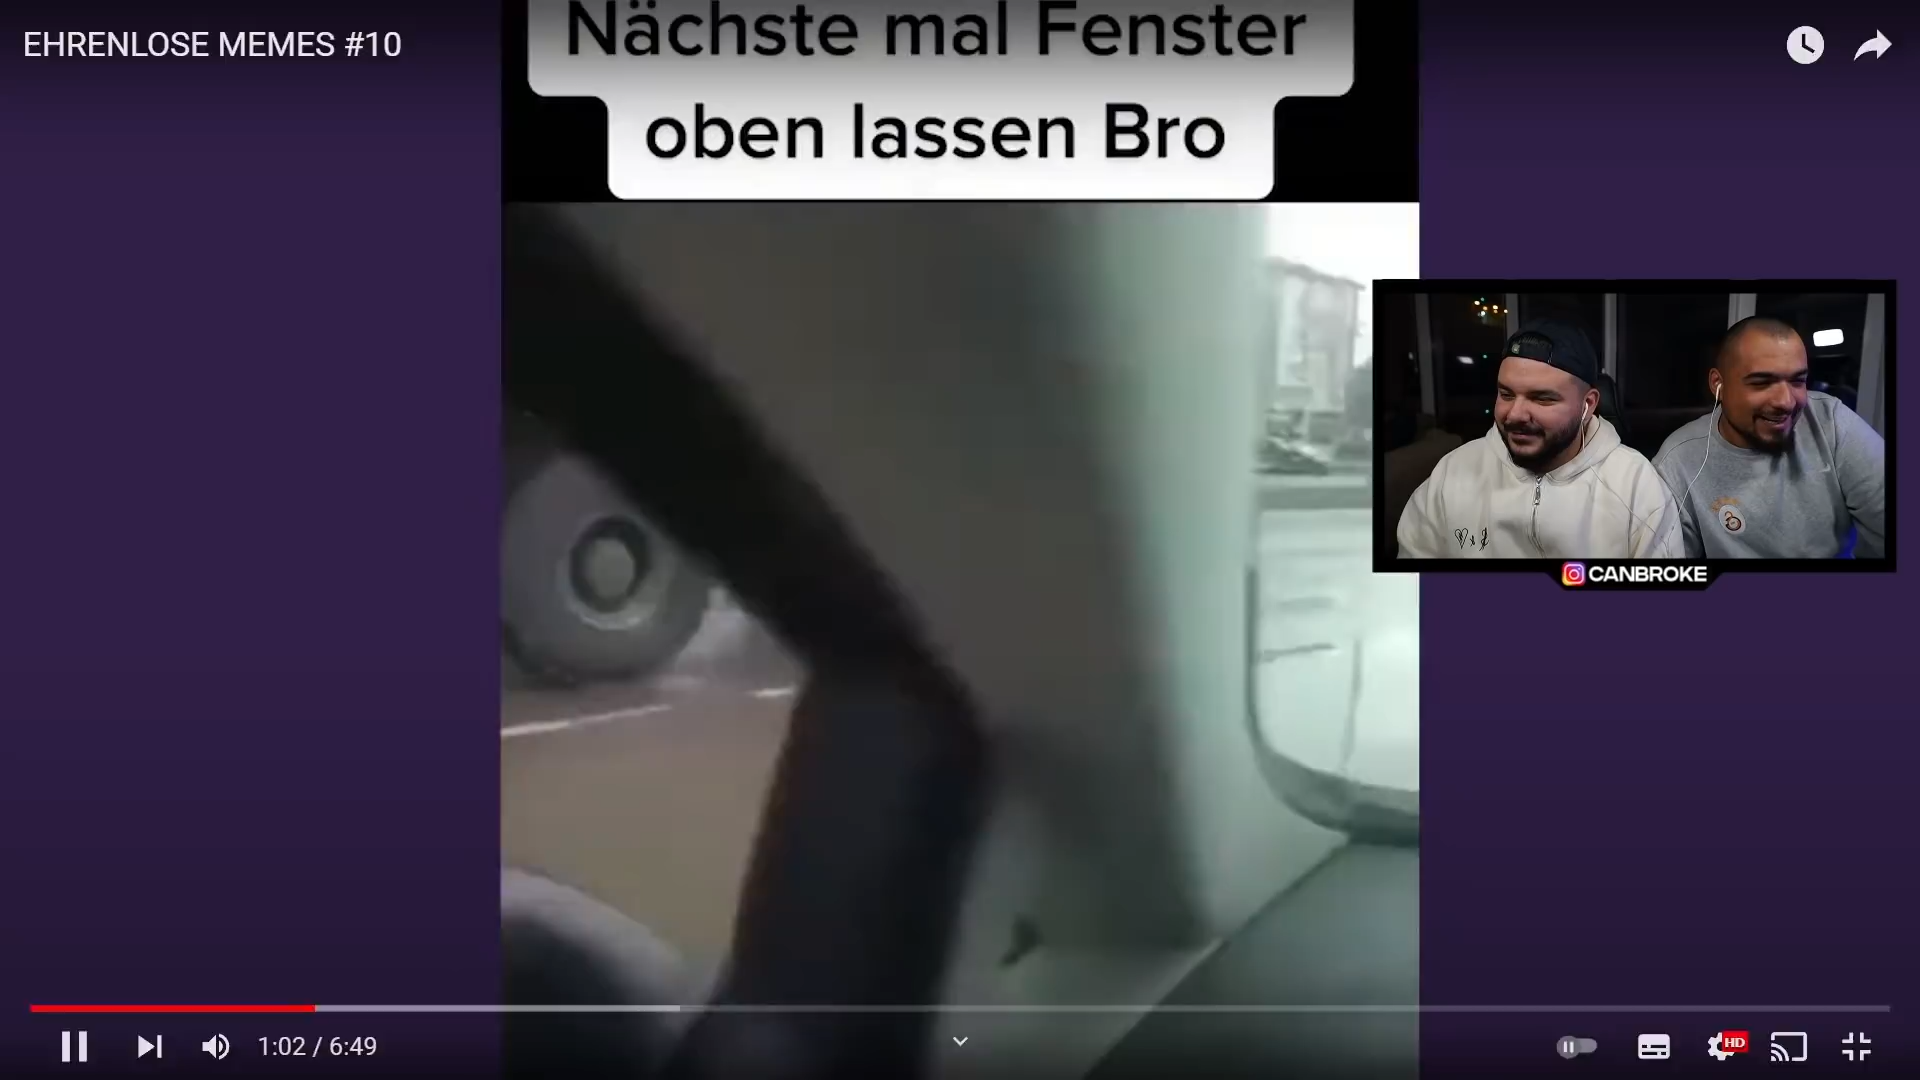 EHRENLOSE MEMES #10
Nächste mal Fenster
oben lassen Bro
CANBROKE
1:02 / 6:49
HD